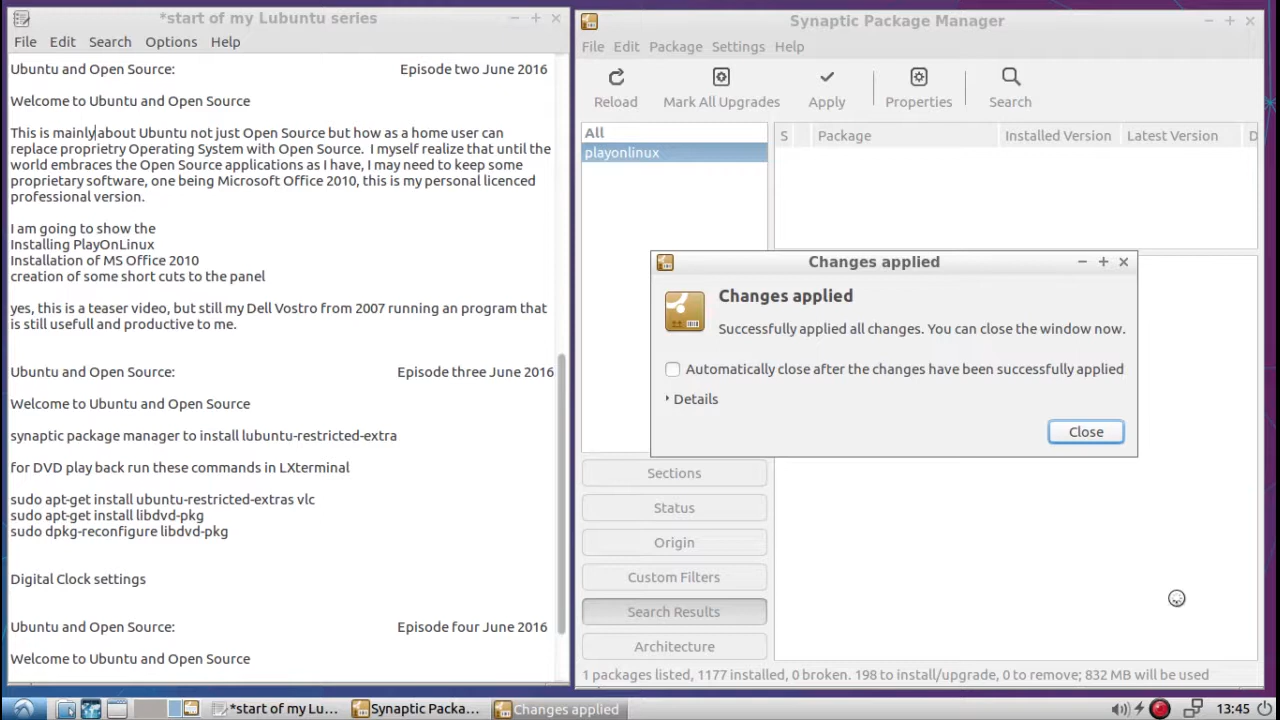 *start of my Lubuntu series
File Edit Search Options Help
Ubuntu and Open Source: Episode two June 2016
Welcome to Ubuntu and Open Source
This is mainly about Ubuntu not just Open Source but how as a home user can
replace proprietry Operating System with Open Source. I myself realize that until the
world embraces the Open Source applications as I have, I may need to keep some
proprietary software, one being Microsoft Office 2010, this is my personal licenced
professional version.
I am going to show the
Installing PlayOnLinux
Installation of MS Office 2010
creation of some short cuts to the panel
yes, this is a teaser video, but still my Dell Vostro from 2007 running an program that
is still usefull and productive to me.
Ubuntu and Open Source: Episode three June 2016
Welcome to Ubuntu and Open Source
synaptic package manager to install lubuntu-restricted-extra
for DVD play back run these commands in LXterminal
sudo apt-get install ubuntu-restricted-extras vlc
sudo apt-get install libdvd-pkg
sudo dpkg-reconfigure libdvd-pkg
Digital Clock settings
Ubuntu and Open Source: Episode four June 2016
Welcome to Ubuntu and Open Source
Synaptic Package Manager
File Edit Package Settings Help
Reload Mark All Upgrades Apply Properties Search
All
playonlinux
S Package Installed Version Latest Version D
Changes applied
Changes applied
Successfully applied all changes. You can close the window now.
Automatically close after the changes have been successfully applied
Details
Close
Sections
Status
Origin
Custom Filters
Search Results
Architecture
1 packages listed, 1177 installed, 0 broken. 198 to install/upgrade, 0 to remove; 832 MB will be used
*start of my Lu... Synaptic Packa... Changes applied 13:45